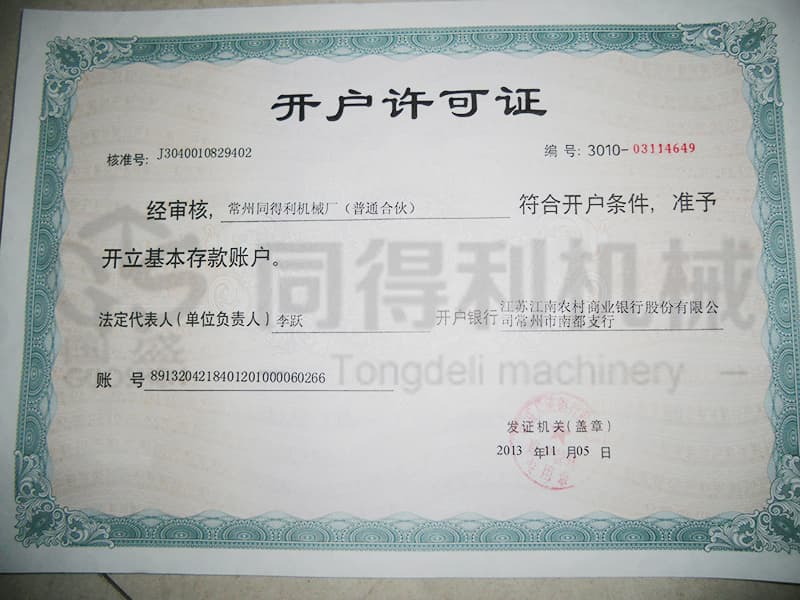 开户许可证
核准号: J3040010829402 编号: 3010-03114649
经审核, 常州同得利机械厂（普通合伙） 符合开户条件, 准予
开立基本存款账户。
同得利机械
法定代表人(单位负责人) 李跃 开户银行 江苏江南农村商业银行股份有限公
司常州市南都支行
Tongdeli machinery
账 号 89132042184012010000060266
发证机关(盖章)
2013 年11 月05 日